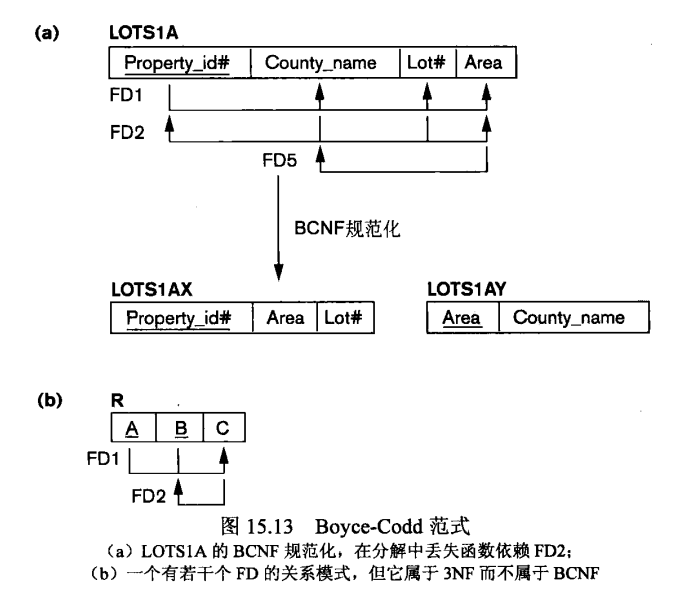 (a) LOTS1A
Property_id# County_name Lot# Area
FD1
FD2
FD5
BCNF规范化
LOTS1AX LOTS1AY
Property_id# Area Lot# Area County_name
(b) R
A B C
FD1
FD2
图 15.13 Boyce-Codd 范式
(a)LOTS1A 的 BCNF 规范化，在分解中丢失函数依赖 FD2；
(b)一个有若干个 FD 的关系模式，但它属于 3NF 而不属于 BCNF